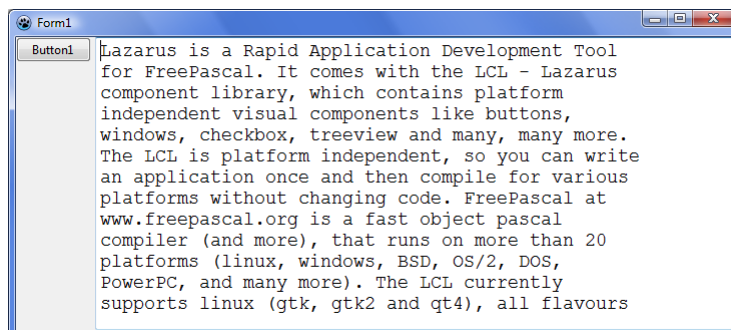 Form1
Button1
Lazarus is a Rapid Application Development Tool
for FreePascal. It comes with the LCL - Lazarus
component library, which contains platform
independent visual components like buttons,
windows, checkbox, treeview and many, many more.
The LCL is platform independent, so you can write
an application once and then compile for various
platforms without changing code. FreePascal at
www.freepascal.org is a fast object pascal
compiler (and more), that runs on more than 20
platforms (linux, windows, BSD, OS/2, DOS,
PowerPC, and many more). The LCL currently
supports linux (gtk, gtk2 and qt4), all flavours